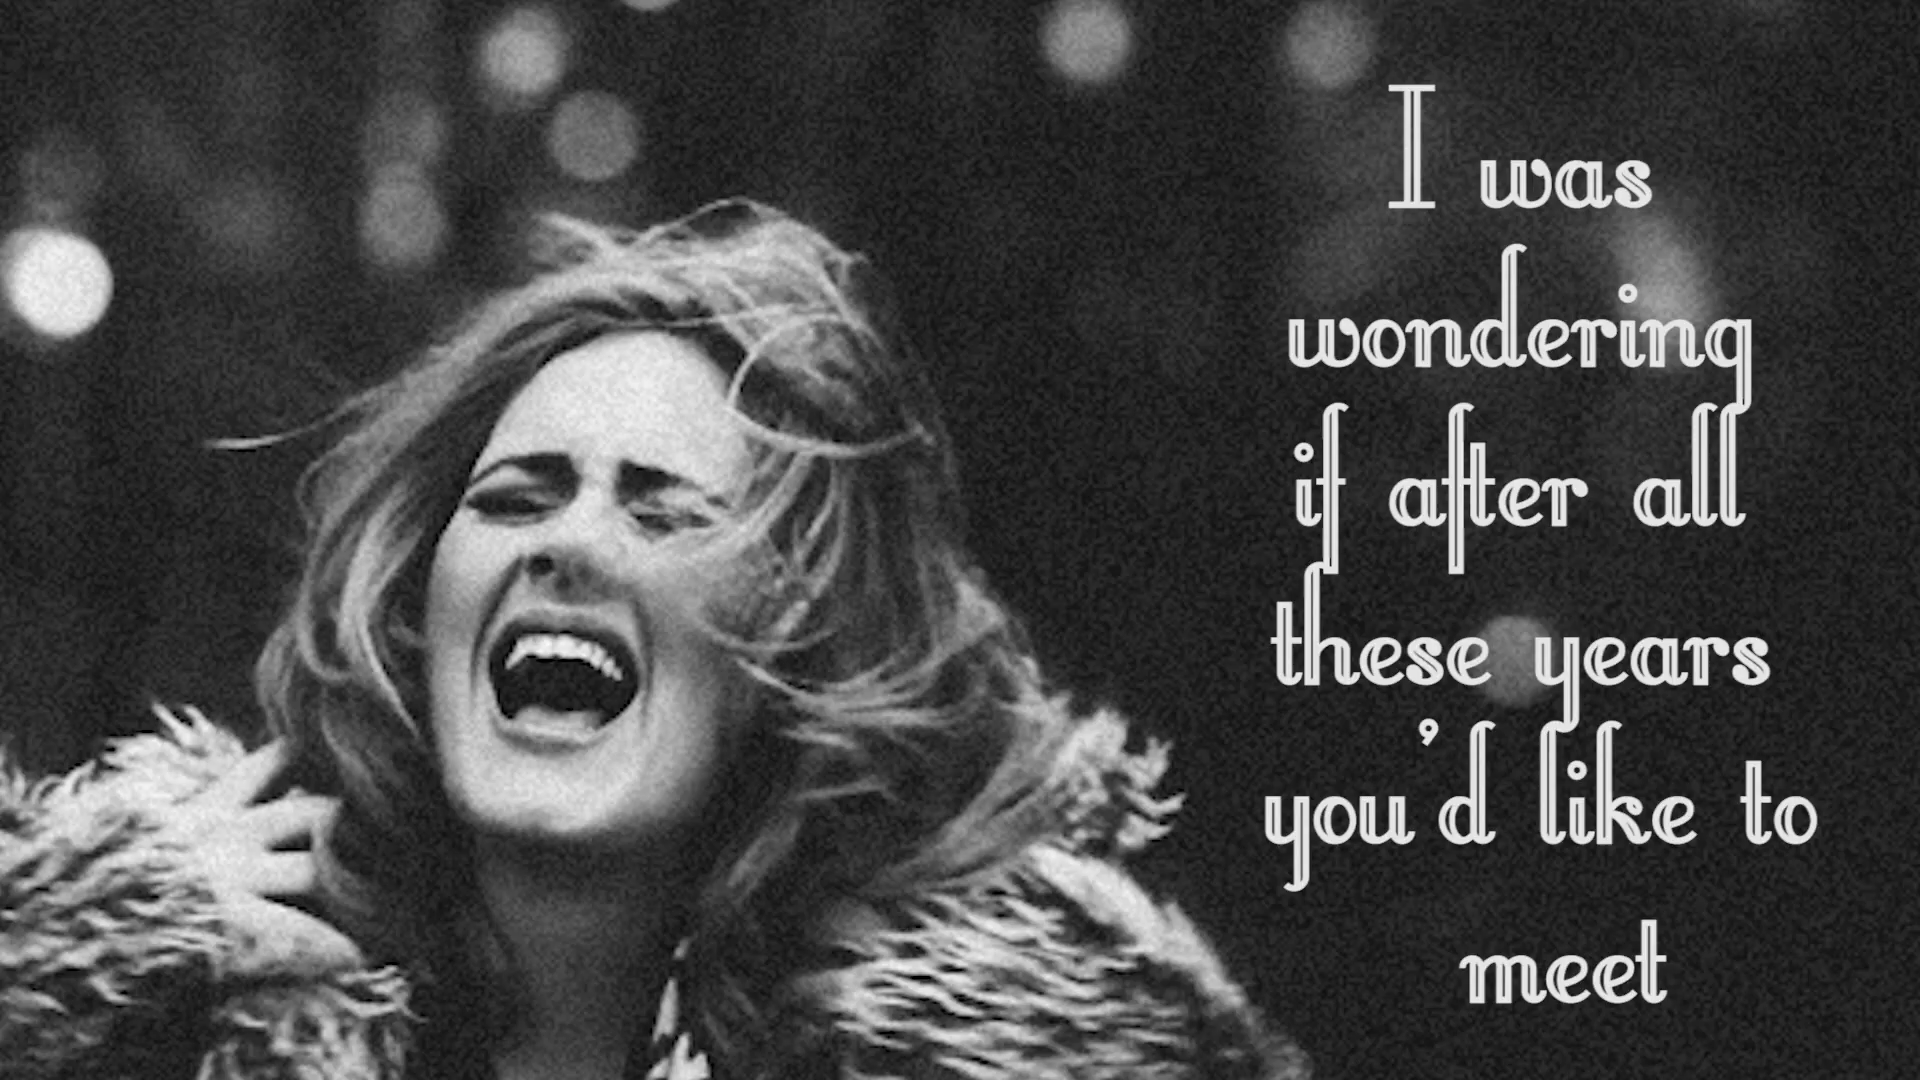 I was
wondering
if after all
these years
you'd like to
meet